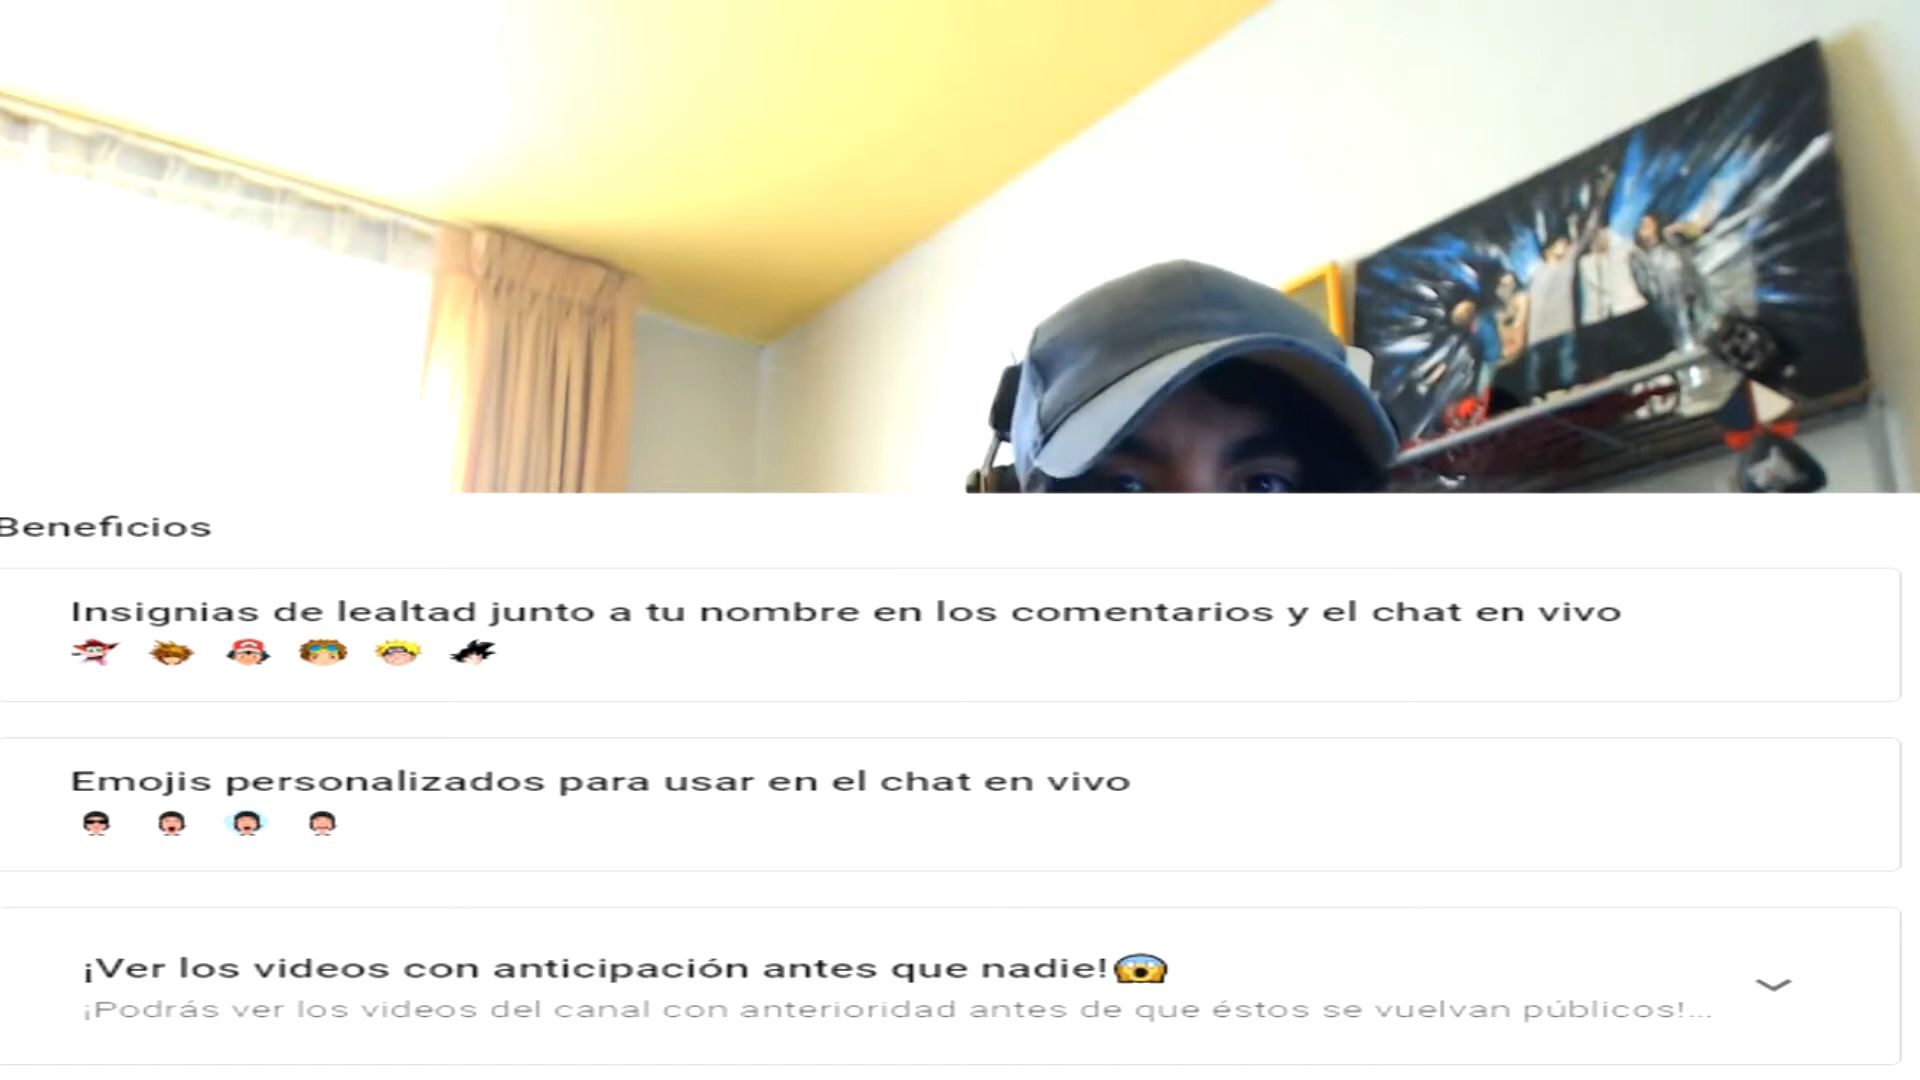 Beneficios
Insignias de lealtad junto a tu nombre en los comentarios y el chat en vivo
Emojis personalizados para usar en el chat en vivo
¡Ver los videos con anticipación antes que nadie!😱
¡Podrás ver los videos del canal con anterioridad antes de que éstos se vuelvan públicos!...